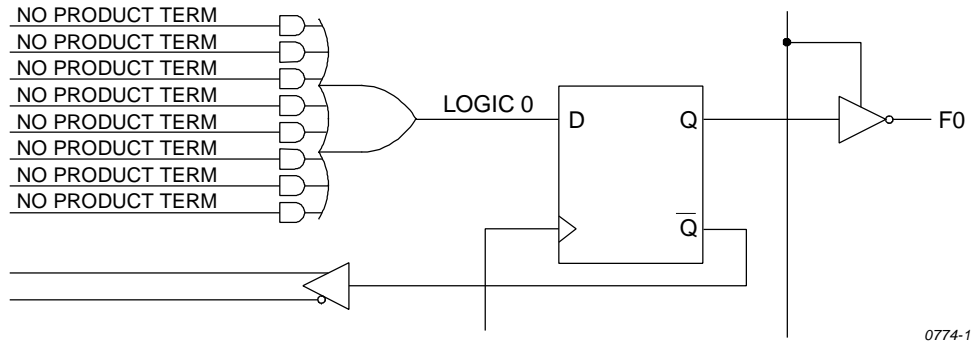 NO PRODUCT TERM
NO PRODUCT TERM
NO PRODUCT TERM
NO PRODUCT TERM
NO PRODUCT TERM
NO PRODUCT TERM
NO PRODUCT TERM
NO PRODUCT TERM
LOGIC 0
D
Q
Q̅
F0
0774-1